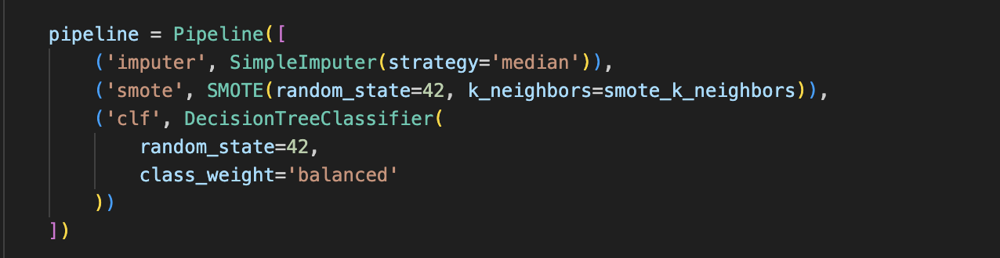 pipeline = Pipeline([
    ('imputer', SimpleImputer(strategy='median')),
    ('smote', SMOTE(random_state=42, k_neighbors=smote_k_neighbors)),
    ('clf', DecisionTreeClassifier(
        random_state=42,
        class_weight='balanced'
    ))
])